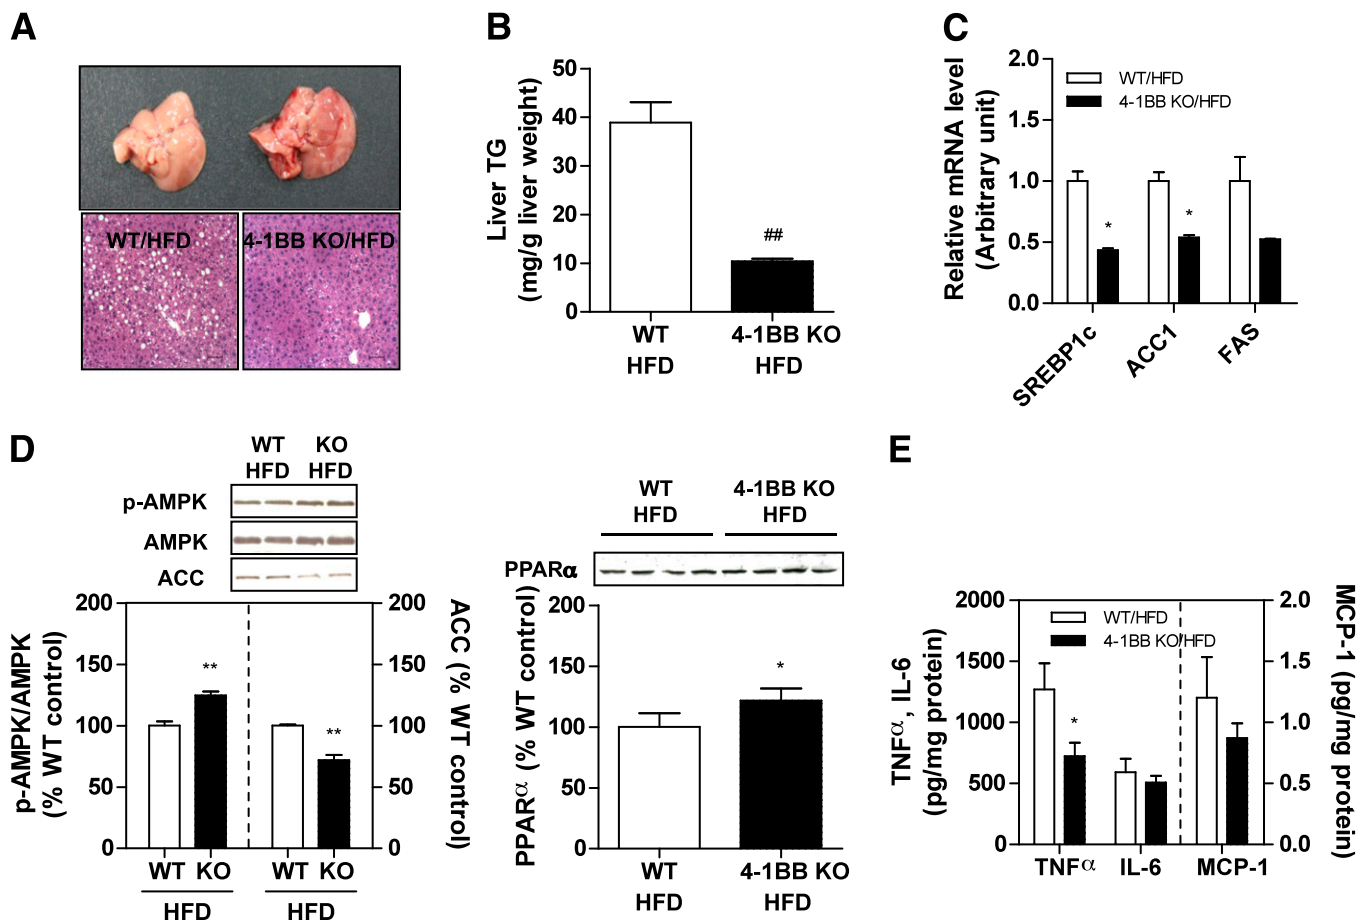 A
WT/HFD
4-1BB KO/HFD
B
Liver TG
(mg/g liver weight)
50
40
30
20
10
0
##
WT
HFD
4-1BB KO
HFD
C
Relative mRNA level
(Arbitrary unit)
2.0
1.5
1.0
0.5
0.0
WT/HFD
4-1BB KO/HFD
*
*
SREBP1c
ACC1
FAS
D
WT
HFD
KO
HFD
p-AMPK
AMPK
ACC
p-AMPK/AMPK
(% WT control)
200
150
100
50
0
**
**
200
150
100
50
0
ACC (% WT control)
WT KO
HFD
WT KO
HFD
WT
HFD
4-1BB KO
HFD
PPARα
PPARα (% WT control)
200
150
100
50
0
*
WT
HFD
4-1BB KO
HFD
E
TNFα, IL-6
(pg/mg protein)
2000
1500
1000
500
0
WT/HFD
4-1BB KO/HFD
*
2.0
1.5
1.0
0.5
0.0
MCP-1 (pg/mg protein)
TNFα
IL-6
MCP-1